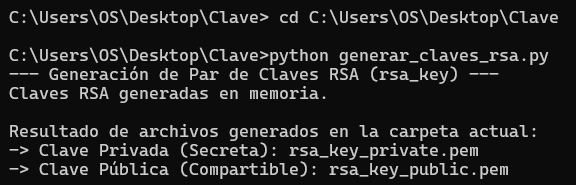 C:\Users\OS\Desktop\Clave> cd C:\Users\OS\Desktop\Clave
C:\Users\OS\Desktop\Clave>python generar_claves_rsa.py
--- Generación de Par de Claves RSA (rsa_key) ---
Claves RSA generadas en memoria.
Resultado de archivos generados en la carpeta actual:
-> Clave Privada (Secreta): rsa_key_private.pem
-> Clave Pública (Compartible): rsa_key_public.pem